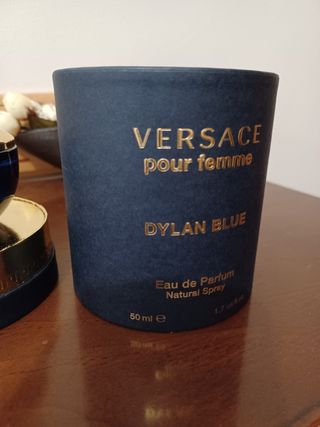 VERSACE
pour femme
DYLAN BLUE
Eau de Parfum
Natural Spray
50 ml ℮